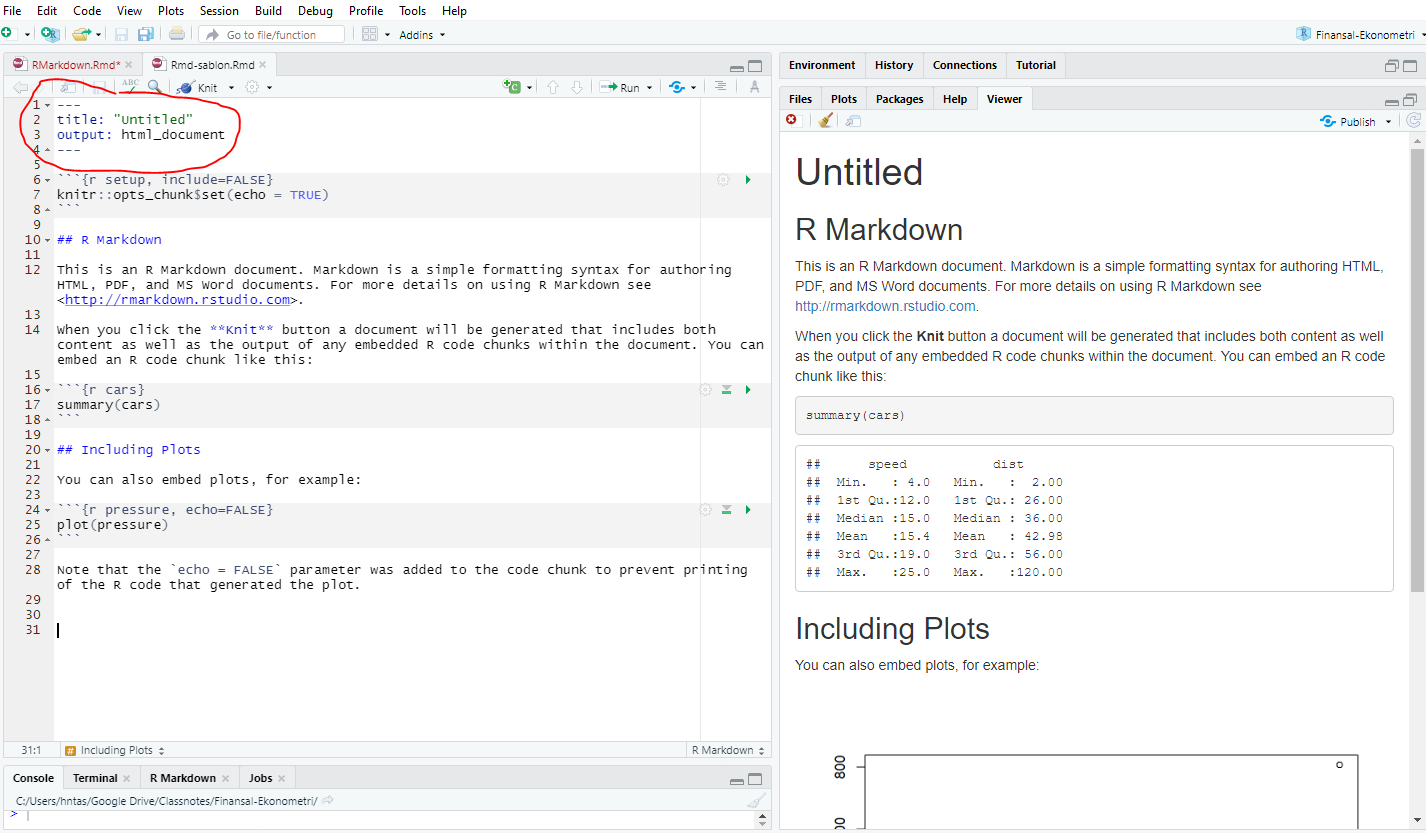 File Edit Code View Plots Session Build Debug Profile Tools Help
Go to file/function Addins Finansal-Ekonometri
RMarkdown.Rmd* Rmd-sablon.Rmd
ABC Knit Run
1 ---
2 title: "Untitled"
3 output: html_document
4 ---
5
6 ```{r setup, include=FALSE}
7 knitr::opts_chunk$set(echo = TRUE)
8 ```
9
10 ## R Markdown
11
12 This is an R Markdown document. Markdown is a simple formatting syntax for authoring
HTML, PDF, and MS Word documents. For more details on using R Markdown see
<http://rmarkdown.rstudio.com>.
13
14 When you click the **Knit** button a document will be generated that includes both
content as well as the output of any embedded R code chunks within the document. You can
embed an R code chunk like this:
15
16 ```{r cars}
17 summary(cars)
18 ```
19
20 ## Including Plots
21
22 You can also embed plots, for example:
23
24 ```{r pressure, echo=FALSE}
25 plot(pressure)
26 ```
27
28 Note that the `echo = FALSE` parameter was added to the code chunk to prevent printing
of the R code that generated the plot.
29
30
31
31:1 # Including Plots R Markdown
Console Terminal R Markdown Jobs
C:/Users/hntas/Google Drive/Classnotes/Finansal-Ekonometri/
>
Environment History Connections Tutorial
Files Plots Packages Help Viewer
Publish
Untitled
R Markdown
This is an R Markdown document. Markdown is a simple formatting syntax for authoring HTML,
PDF, and MS Word documents. For more details on using R Markdown see
http://rmarkdown.rstudio.com.
When you click the Knit button a document will be generated that includes both content as well
as the output of any embedded R code chunks within the document. You can embed an R code
chunk like this:
summary(cars)
##      speed           dist
##  Min.   : 4.0   Min.   :  2.00
##  1st Qu.:12.0   1st Qu.: 26.00
##  Median :15.0   Median : 36.00
##  Mean   :15.4   Mean   : 42.98
##  3rd Qu.:19.0   3rd Qu.: 56.00
##  Max.   :25.0   Max.   :120.00
Including Plots
You can also embed plots, for example:
800